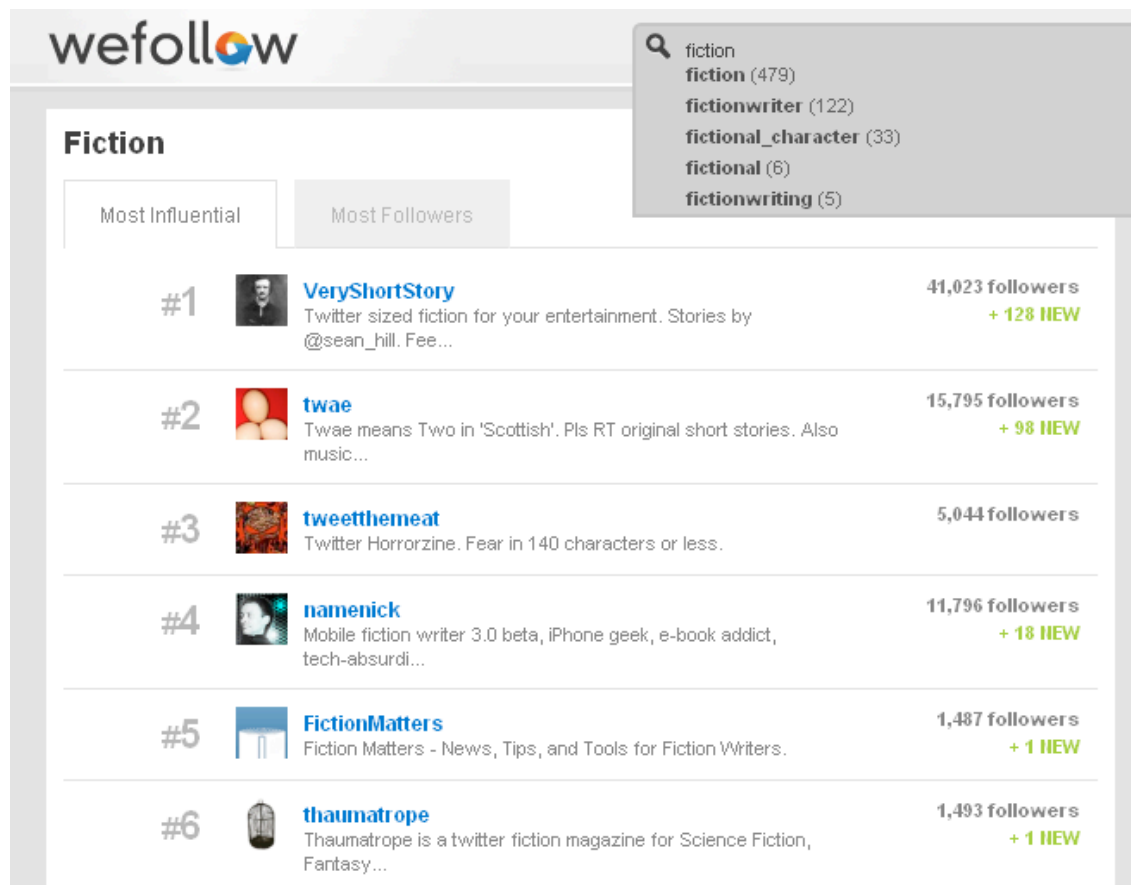 wefollow
fiction
fiction (479)
fictionwriter (122)
fictional_character (33)
fictional (6)
fictionwriting (5)
Fiction
Most Influential
Most Followers
#1
VeryShortStory
Twitter sized fiction for your entertainment. Stories by
@sean_hill. Fee...
41,023 followers
+ 128 NEW
#2
twae
Twae means Two in 'Scottish'. Pls RT original short stories. Also
music...
15,795 followers
+ 98 NEW
#3
tweetthemeat
Twitter Horrorzine. Fear in 140 characters or less.
5,044 followers
#4
namenick
Mobile fiction writer 3.0 beta, iPhone geek, e-book addict,
tech-absurdi...
11,796 followers
+ 18 NEW
#5
FictionMatters
Fiction Matters - News, Tips, and Tools for Fiction Writers.
1,487 followers
+ 1 NEW
#6
thaumatrope
Thaumatrope is a twitter fiction magazine for Science Fiction,
Fantasy...
1,493 followers
+ 1 NEW